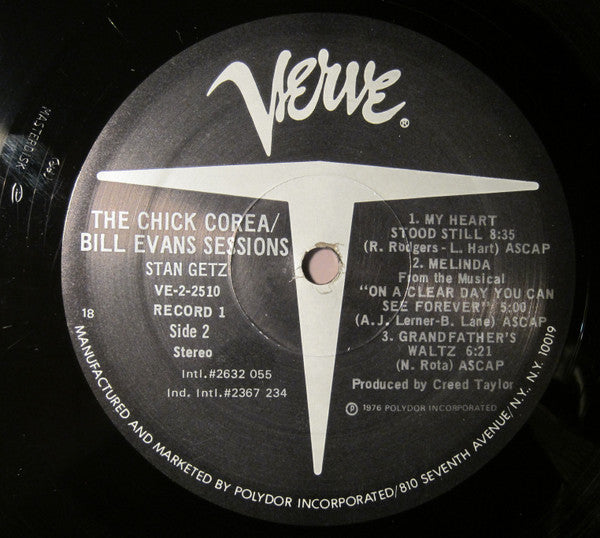 Verve®
THE CHICK COREA/
BILL EVANS SESSIONS
STAN GETZ
VE-2-2510
RECORD 1
Side 2
Stereo
Intl.#2632 055
Ind. Intl.#2367 234
18
1. MY HEART
STOOD STILL 8:35
(R. Rodgers-L. Hart) ASCAP
2. MELINDA
From the Musical
"ON A CLEAR DAY YOU CAN
SEE FOREVER" 5:00
(A.J. Lerner-B. Lane) ASCAP
3. GRANDFATHER'S
WALTZ 6:21
(N. Rota) ASCAP
Produced by Creed Taylor
℗ 1976 POLYDOR INCORPORATED
MANUFACTURED AND MARKETED BY POLYDOR INCORPORATED/810 SEVENTH AVENUE/N.Y. N.Y. 10019
MASTERDISK